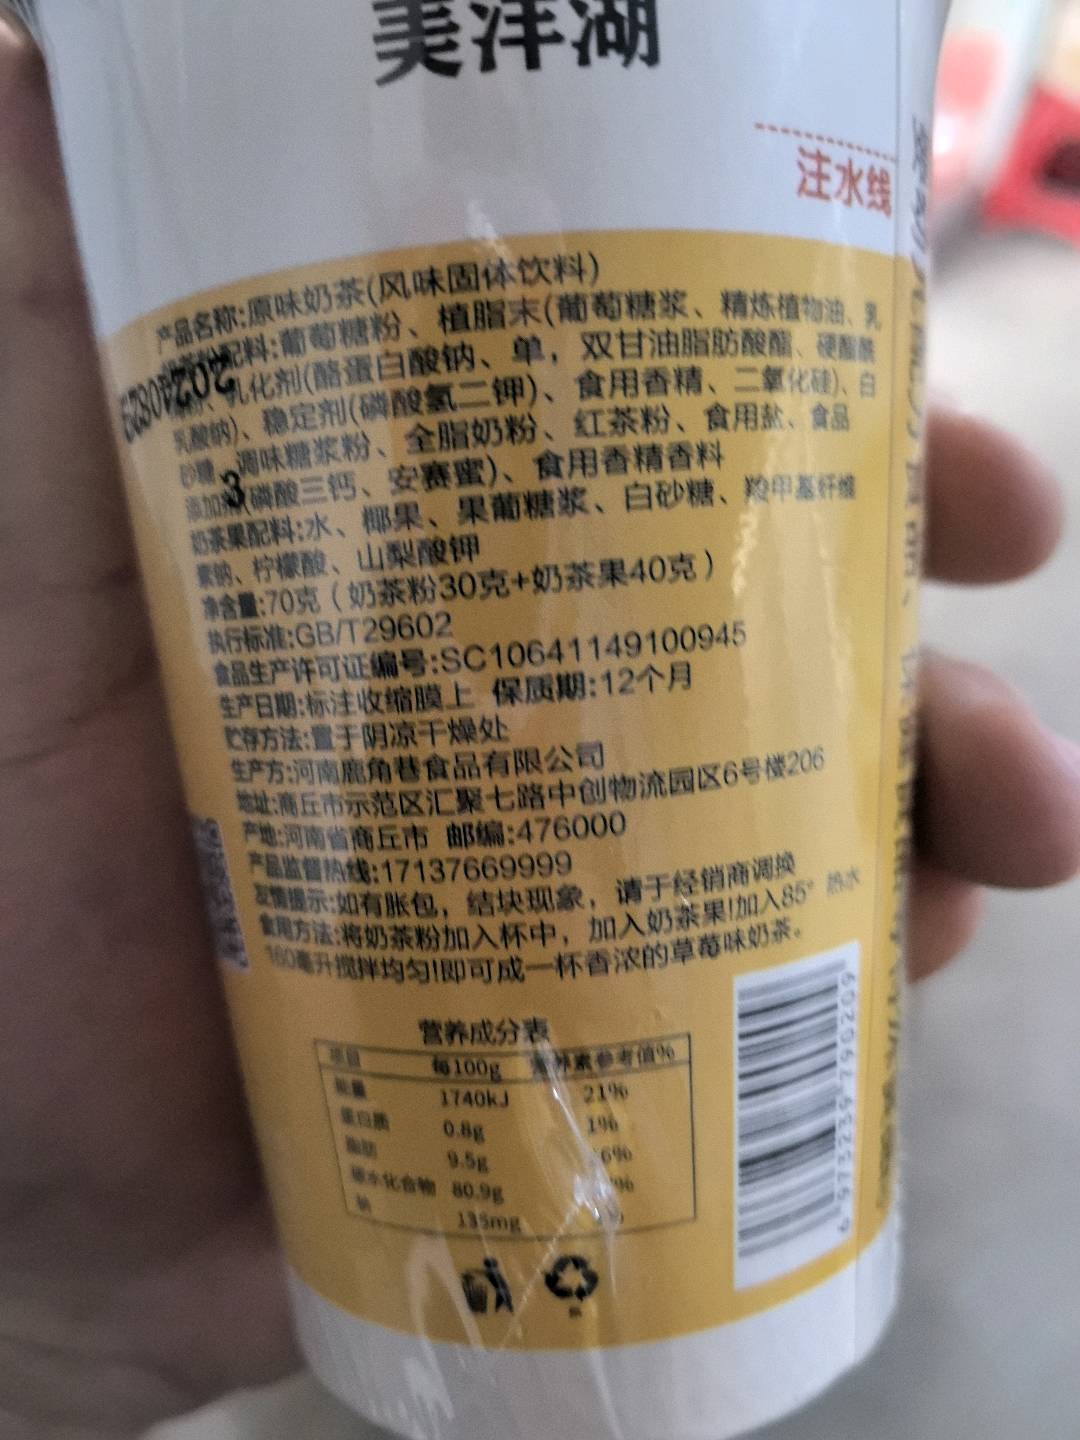 美洋湖
注水线
产品名称:原味奶茶(风味固体饮料)
配料:葡萄糖粉、植脂末(葡萄糖浆、精炼植物油、乳
20240823
乳化剂(酪蛋白酸钠、单，双甘油脂肪酸酯、硬酯酰
乳酸钠)、稳定剂(磷酸氢二钾)、食用香精、二氧化硅)、白
砂糖、调味糖浆粉、全脂奶粉、红茶粉、食用盐、食品
3
添加剂(磷酸三钙、安赛蜜)、食用香精香料
奶茶果配料:水、椰果、果葡糖浆、白砂糖、羧甲基纤维
素钠、柠檬酸、山梨酸钾
净含量:70克（奶茶粉30克+奶茶果40克）
执行标准:GB/T29602
食品生产许可证编号:SC10641149100945
生产日期:标注收缩膜上 保质期:12个月
贮存方法:置于阴凉干燥处
生产方:河南鹿角巷食品有限公司
地址:商丘市示范区汇聚七路中创物流园区6号楼206
产地:河南省商丘市 邮编:476000
产品监督热线:17137669999
友情提示:如有胀包，结块现象，请于经销商调换
食用方法:将奶茶粉加入杯中，加入奶茶果!加入85°热水
160毫升搅拌均匀!即可成一杯香浓的草莓味奶茶。
营养成分表
项目 每100g 营养素参考值%
能量 1740kJ 21%
蛋白质 0.8g 1%
脂肪 9.5g 6%
碳水化合物 80.9g %
钠 135mg
6973239790209